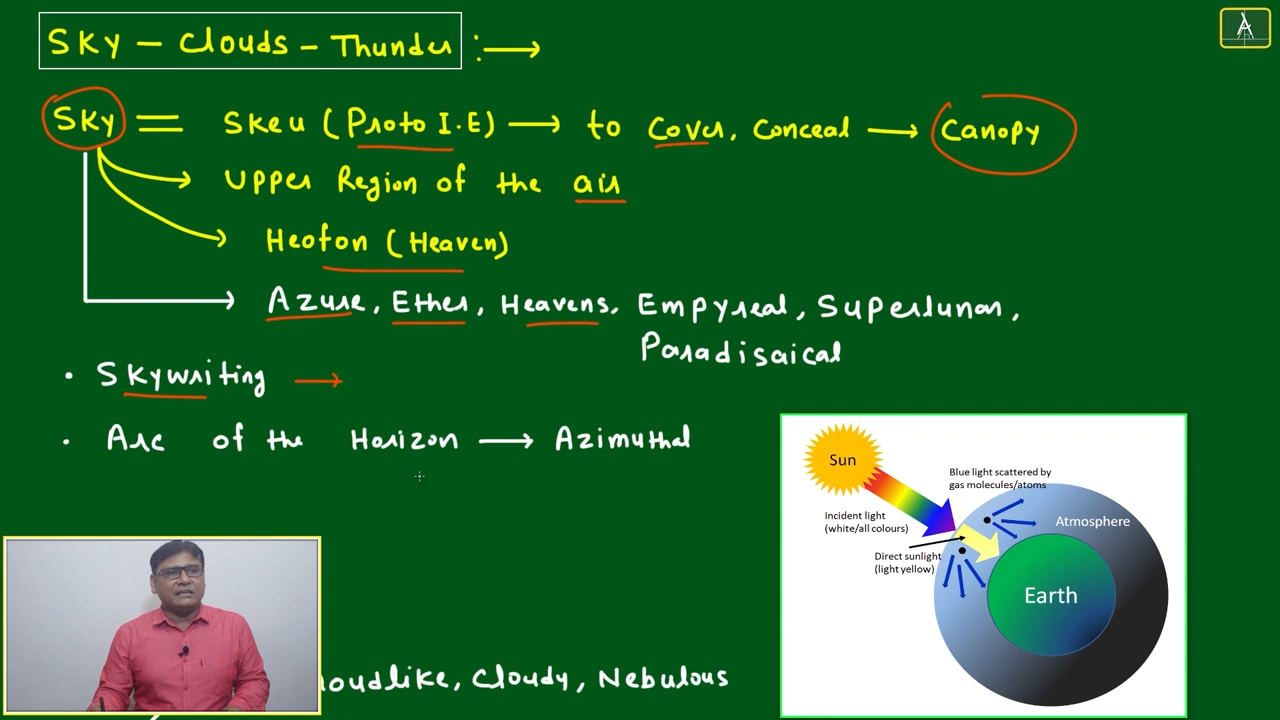 Sky - Clouds - Thunder :→
Sky = Skeu (Proto I.E) → to Cover, Conceal → Canopy
→ Upper Region of the air
→ Heofon (Heaven)
→ Azure, Ether, Heavens, Empyreal, Superlunar,
Paradisaical
• Skywriting →
• Arc of the Horizon → Azimuthal
Sun
Blue light scattered by
gas molecules/atoms
Incident light
(white/all colours)
Atmosphere
Direct sunlight
(light yellow)
Earth
loudlike, Cloudy, Nebulous